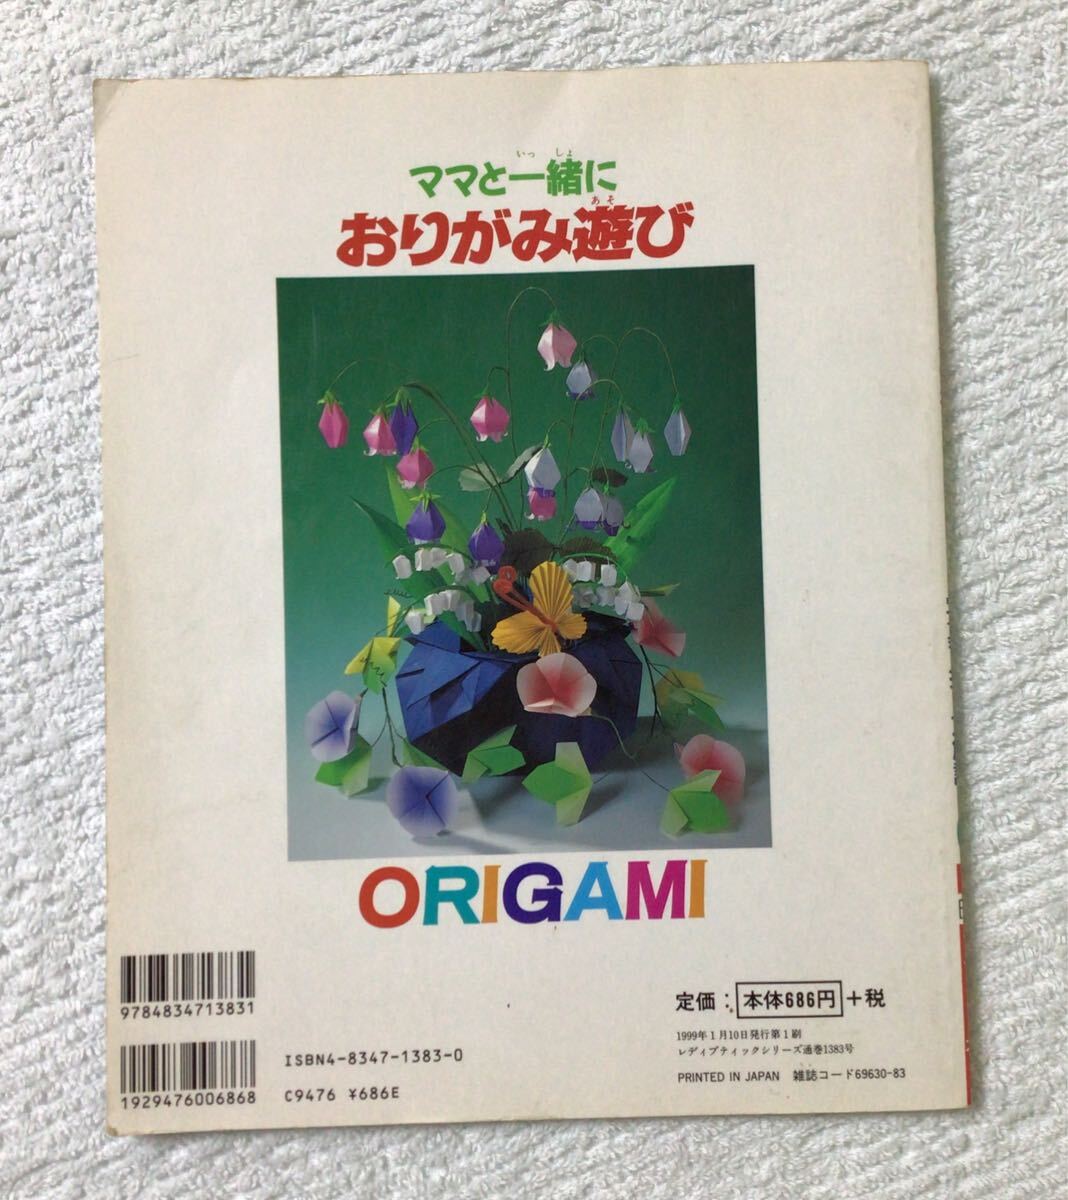 いっ しょ
ママと一緒に
あそ
おりがみ遊び
ORIGAMI
9784834713831
1929476006868
ISBN4-8347-1383-0
C9476 ¥686E
定価：本体686円＋税
1999年1月10日発行第1刷
レディブティックシリーズ通巻1383号
PRINTED IN JAPAN 雑誌コード69630-83